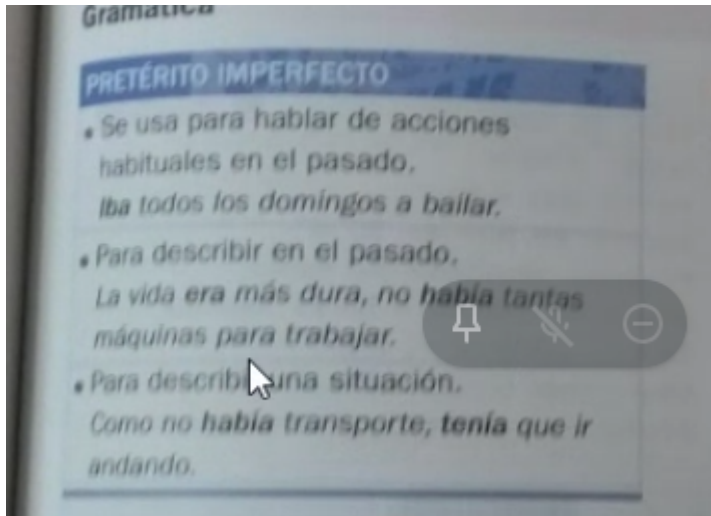 Gramática
PRETÉRITO IMPERFECTO
• Se usa para hablar de acciones
habituales en el pasado.
Iba todos los domingos a bailar.
• Para describir en el pasado.
La vida era más dura, no había tantas
máquinas para trabajar.
• Para describir una situación.
Como no había transporte, tenía que ir
andando.